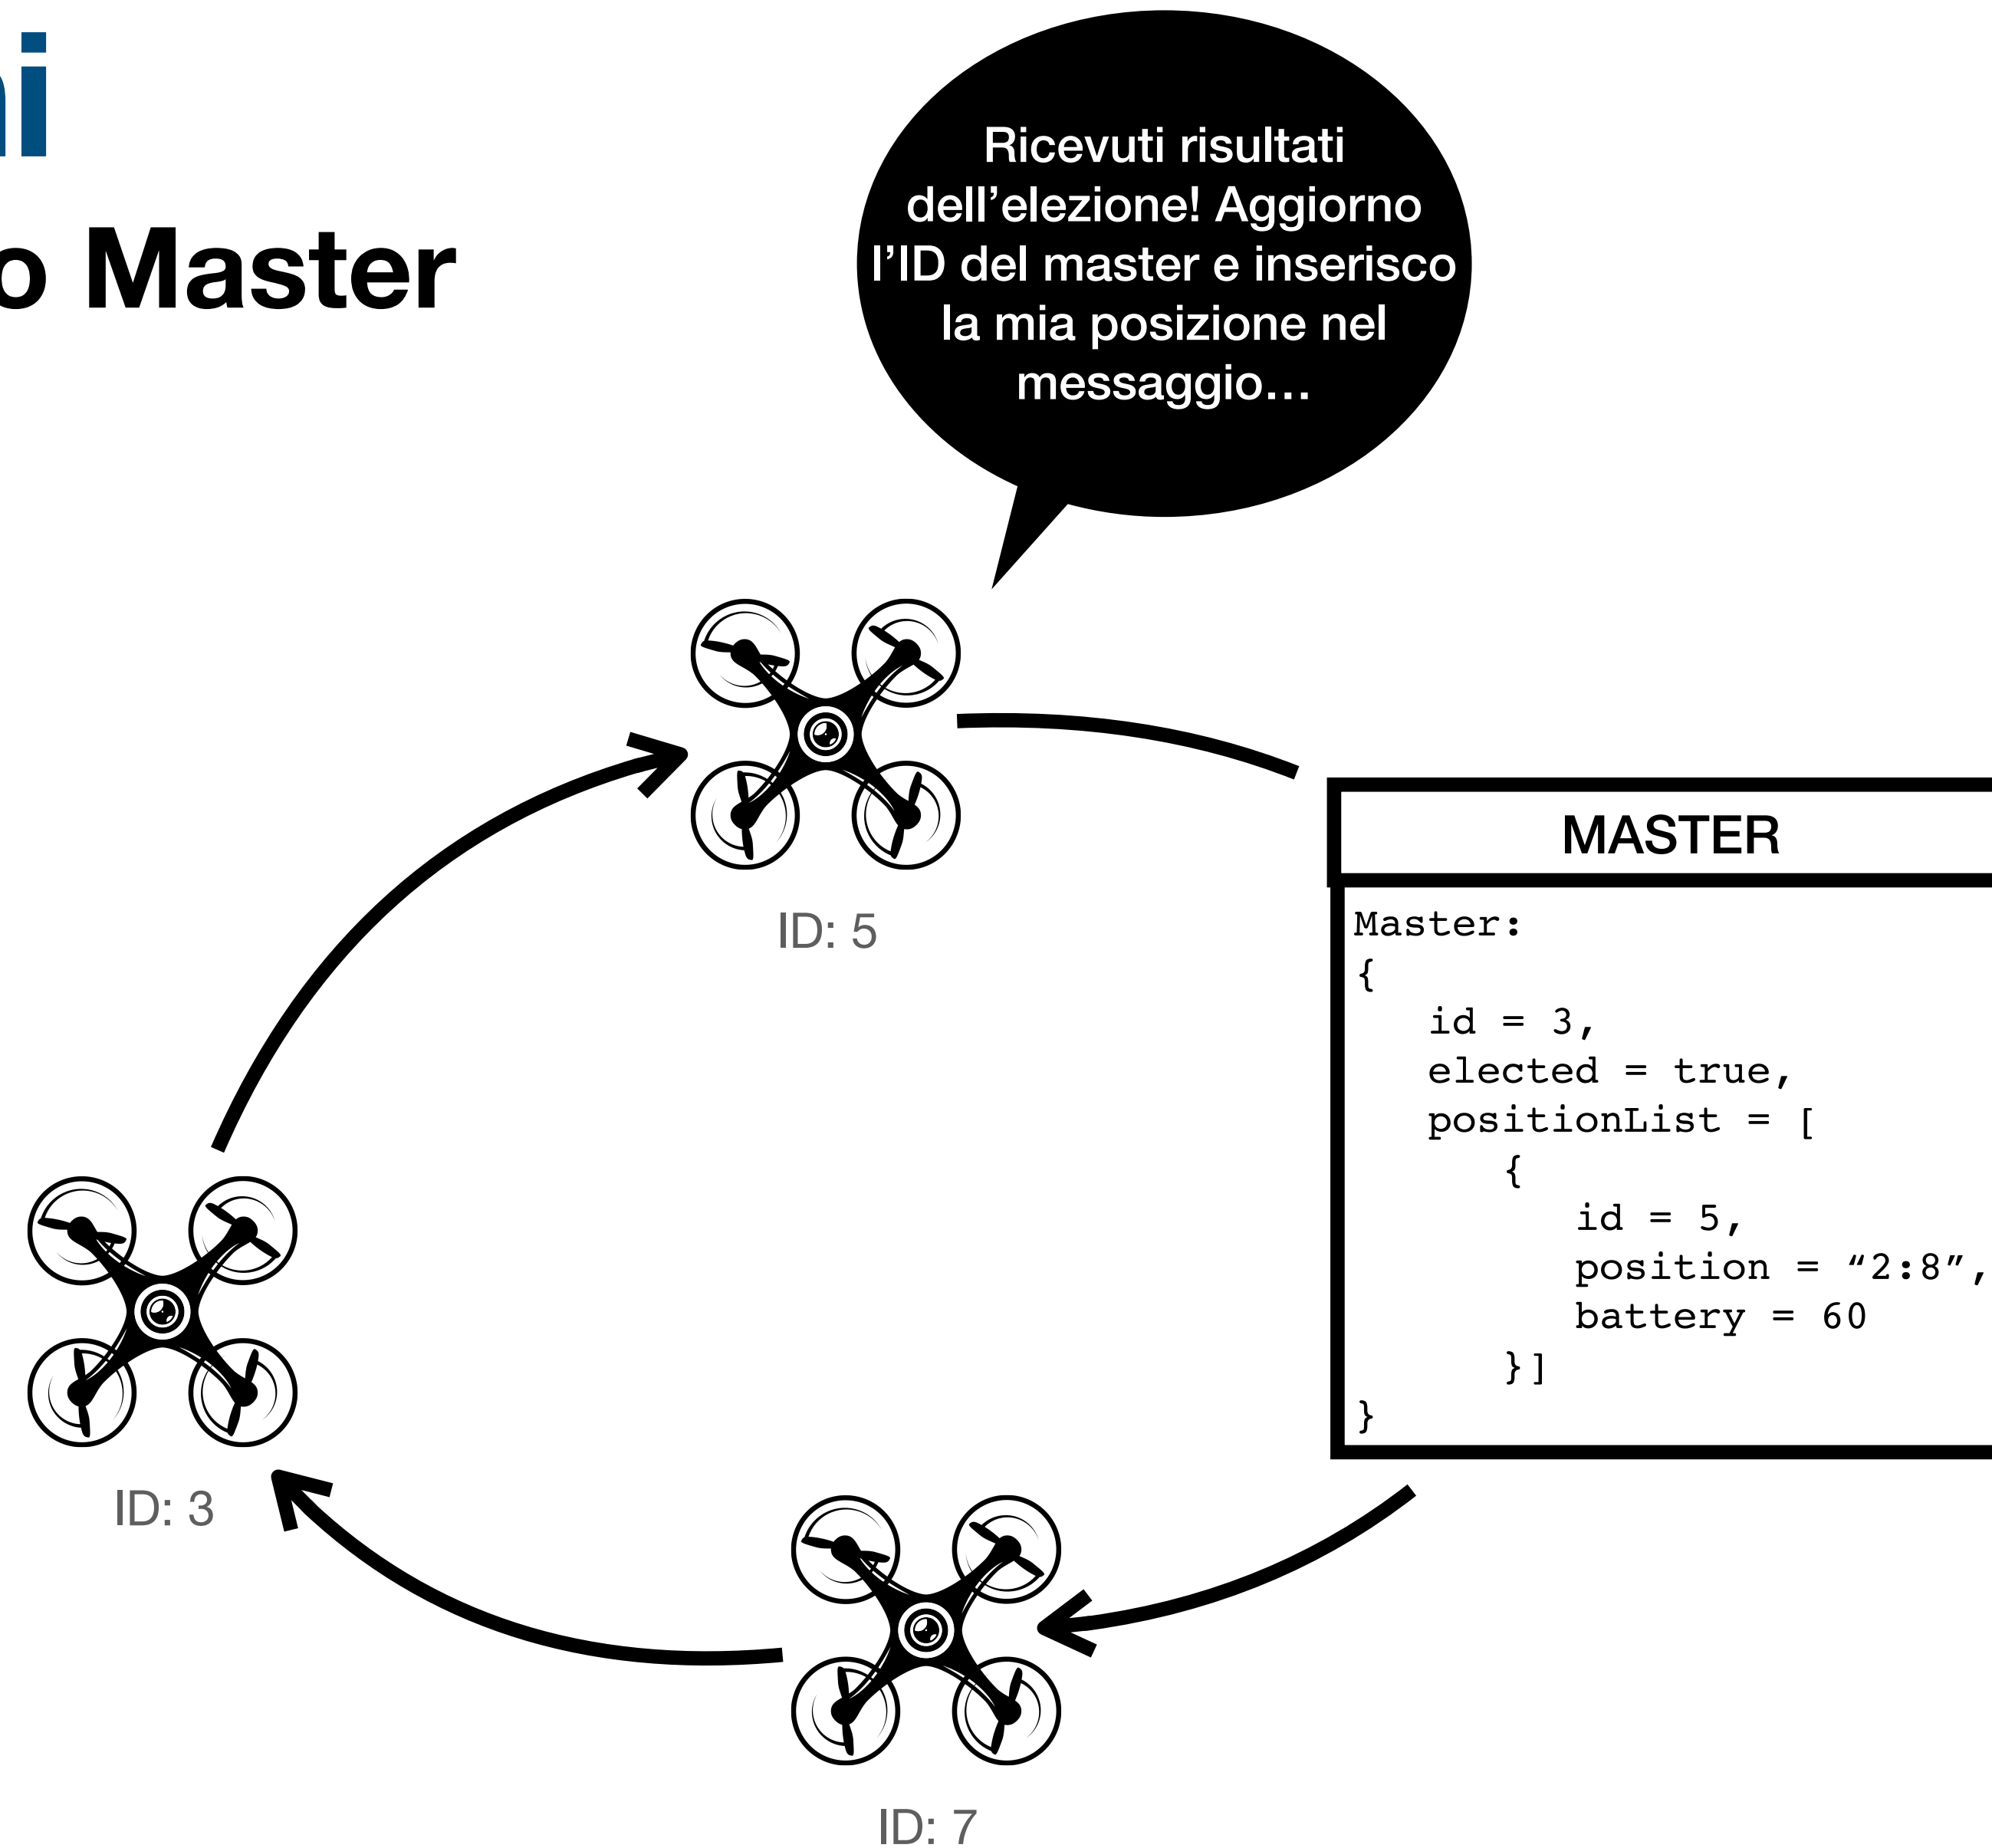 Ricevuti risultati
dell’elezione! Aggiorno
l’ID del master e inserisco
la mia posizione nel
messaggio…
o Master
ID: 5
MASTER
Master:
{
id = 3,
elected = true,
positionList = [
{
id = 5,
position = “2:8”,
battery = 60
}]
}
ID: 3
ID: 7